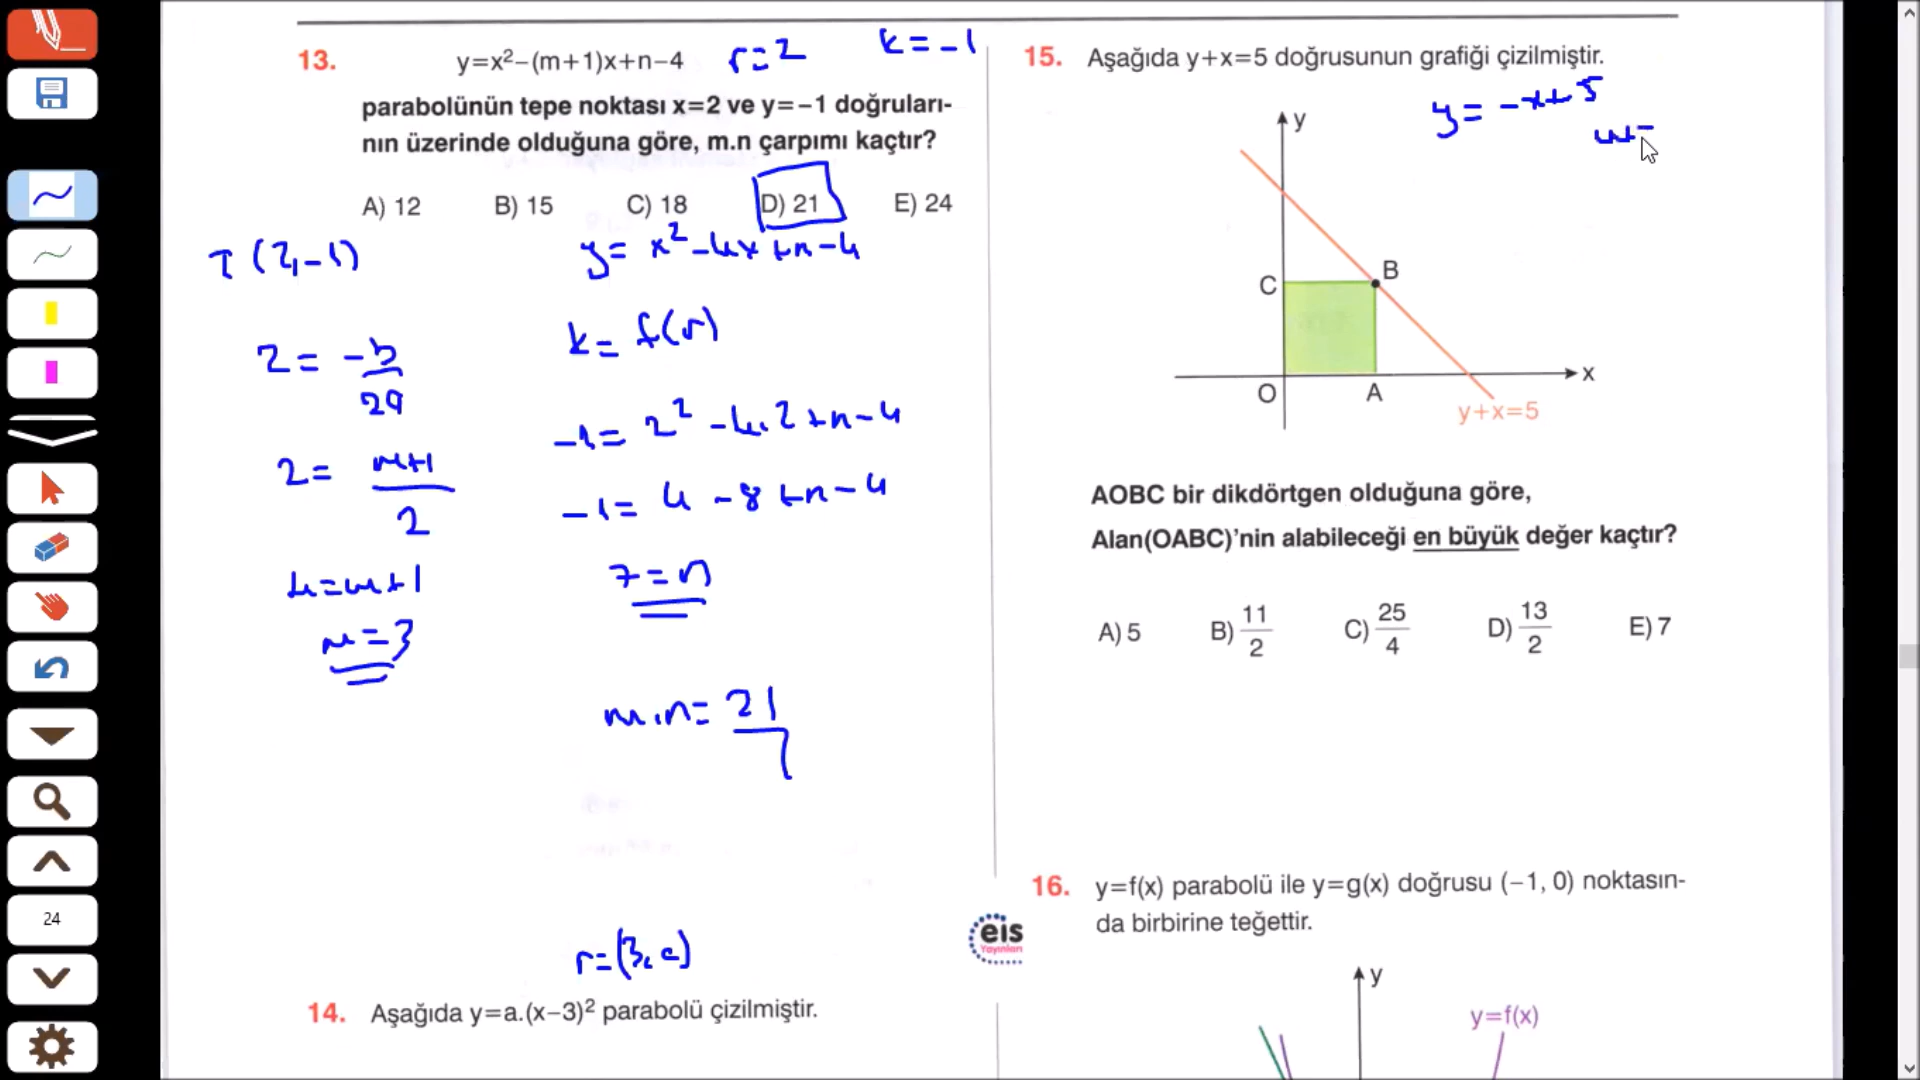 13. y=x²−(m+1)x+n−4 r=2 k=−1
parabolünün tepe noktası x=2 ve y=−1 doğruları-
nın üzerinde olduğuna göre, m.n çarpımı kaçtır?
A) 12 B) 15 C) 18 D) 21 E) 24
T(2,−1)
2= −b/2a
2= m+1/2
4=m+1
m=3
y= x²−4x+n−4
k= f(r)
−1= 2²−4.2+n−4
−1= 4 −8+n−4
7=n
m.n= 21
r=(3,0)
14. Aşağıda y=a.(x−3)² parabolü çizilmiştir.
15. Aşağıda y+x=5 doğrusunun grafiği çizilmiştir.
y= −x+5
m=
y
C
B
O
A
x
y+x=5
AOBC bir dikdörtgen olduğuna göre,
Alan(OABC)'nin alabileceği en büyük değer kaçtır?
A) 5 B) 11/2 C) 25/4 D) 13/2 E) 7
eis
Yayınları
16. y=f(x) parabolü ile y=g(x) doğrusu (−1, 0) noktasın-
da birbirine teğettir.
y
y=f(x)
24